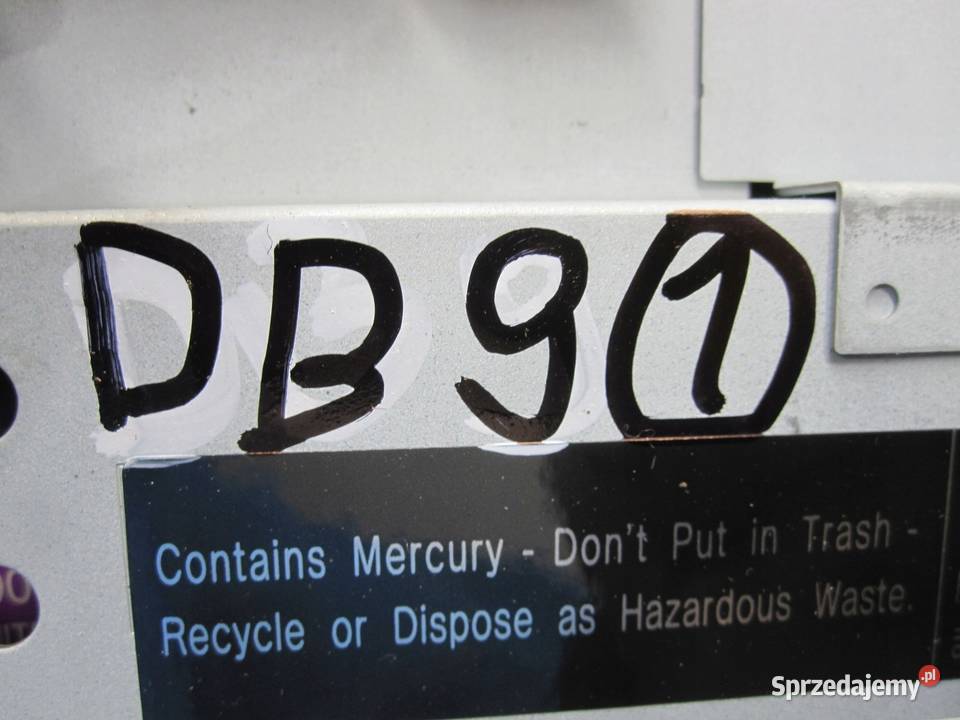 DB9①
Contains Mercury - Don't Put in Trash -
Recycle or Dispose as Hazardous Waste.
Sprzedajemy.pl